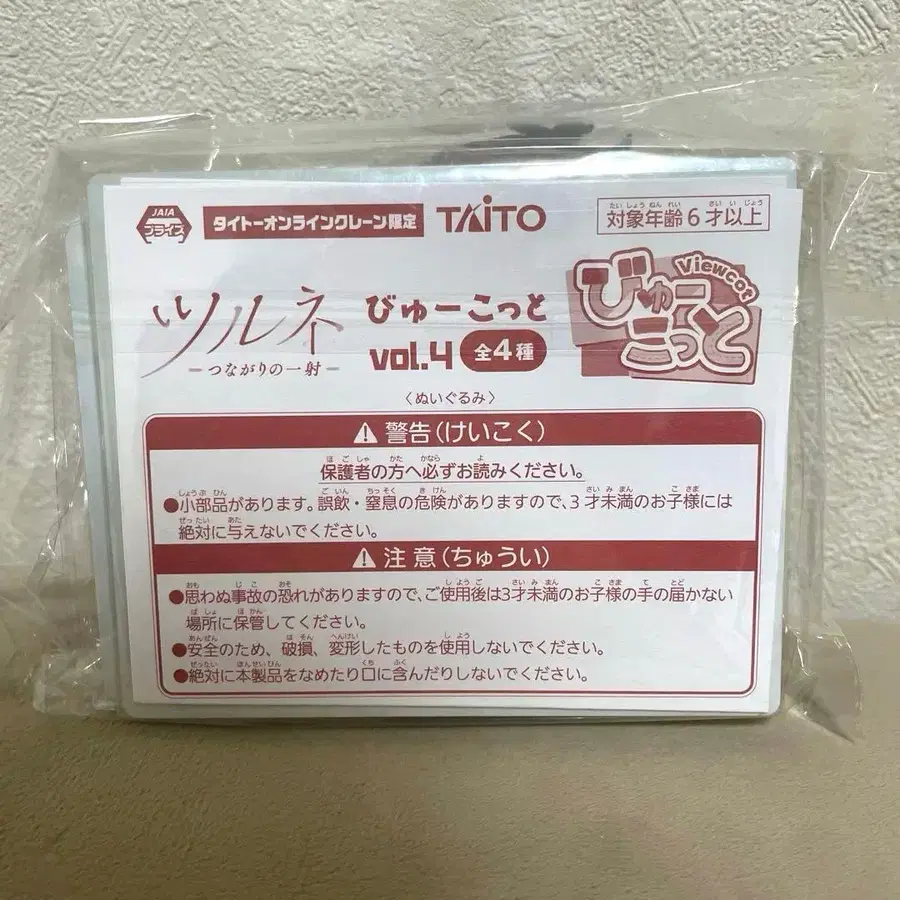 JAIA
プライズ
タイトーオンラインクレーン限定
TAITO
対象年齢6才以上
ツルネ
-つながりの一射-
びゅーこっと
vol.4 全4種
びゅーこっと
Viewcot
〈ぬいぐるみ〉
警告(けいこく)
保護者の方へ必ずお読みください。
●小部品があります。誤飲・窒息の危険がありますので、3才未満のお子様には
絶対に与えないでください。
注意(ちゅうい)
●思わぬ事故の恐れがありますので、ご使用後は3才未満のお子様の手の届かない
場所に保管してください。
●安全のため、破損、変形したものを使用しないでください。
●絶対に本製品をなめたり口に含んだりしないでください。